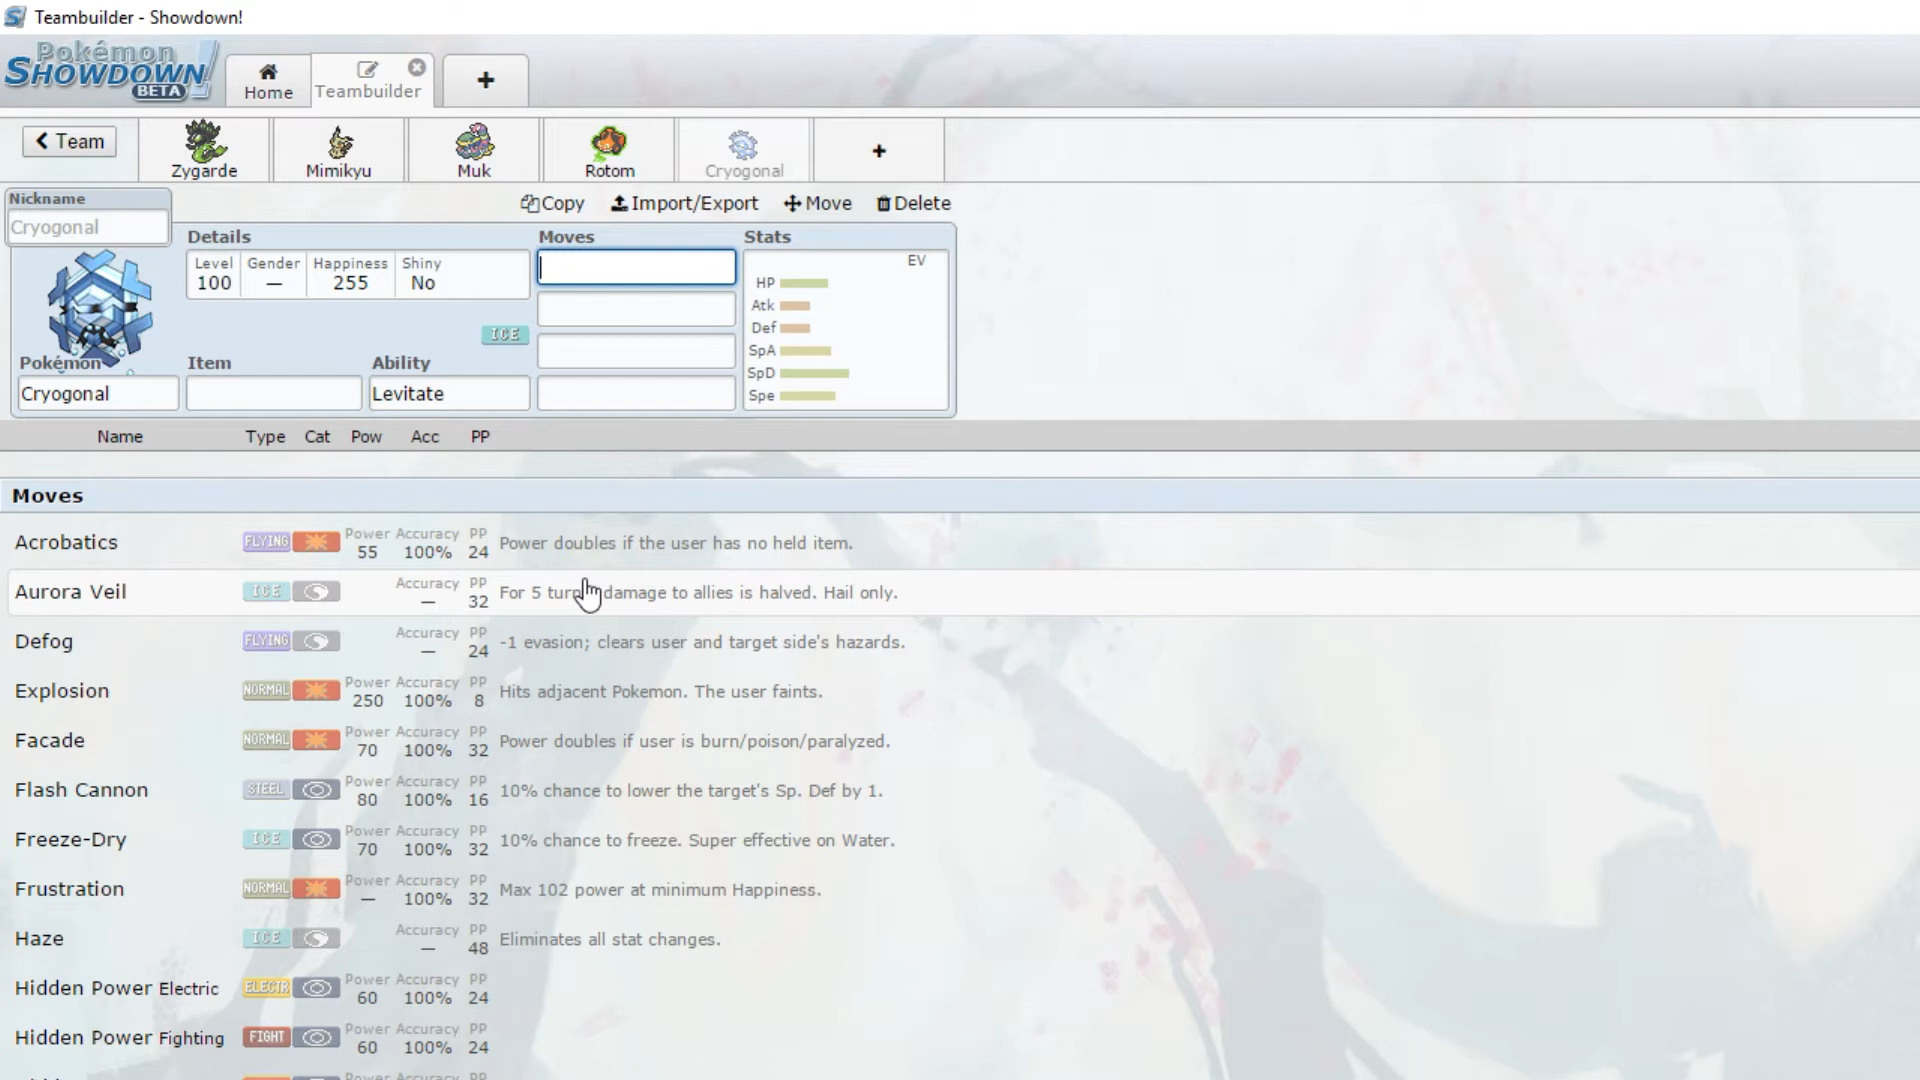 Teambuilder - Showdown!
Pokémon
SHOWDOWN!
BETA
Home
Teambuilder
+
Team
Zygarde
Mimikyu
Muk
Rotom
Cryogonal
+
Nickname
Cryogonal
Copy
Import/Export
Move
Delete
Details
Level Gender Happiness Shiny
100 — 255 No
ICE
Pokémon
Cryogonal
Item
Ability
Levitate
Moves
Stats
EV
HP
Atk
Def
SpA
SpD
Spe
Name Type Cat Pow Acc PP
Moves
Acrobatics FLYING Power 55 Accuracy 100% PP 24 Power doubles if the user has no held item.
Aurora Veil ICE Accuracy — PP 32 For 5 turn damage to allies is halved. Hail only.
Defog FLYING Accuracy — PP 24 -1 evasion; clears user and target side's hazards.
Explosion NORMAL Power 250 Accuracy 100% PP 8 Hits adjacent Pokemon. The user faints.
Facade NORMAL Power 70 Accuracy 100% PP 32 Power doubles if user is burn/poison/paralyzed.
Flash Cannon STEEL Power 80 Accuracy 100% PP 16 10% chance to lower the target's Sp. Def by 1.
Freeze-Dry ICE Power 70 Accuracy 100% PP 32 10% chance to freeze. Super effective on Water.
Frustration NORMAL Power — Accuracy 100% PP 32 Max 102 power at minimum Happiness.
Haze ICE Accuracy — PP 48 Eliminates all stat changes.
Hidden Power Electric ELECTR Power 60 Accuracy 100% PP 24
Hidden Power Fighting FIGHT Power 60 Accuracy 100% PP 24
Power Accuracy PP